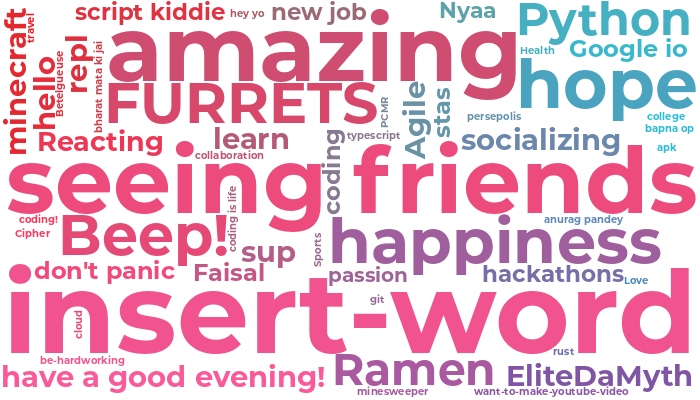 script kiddie
hey yo
new job
Nyaa
Python
minecraft
travel
hello
Betelgueuse
repl
bharat mata ki jai
amazing
Health
Google io
hope
FURRETS
PCMR
Agile
stas
persepolis
college
bapna op
Reacting
learn
typescript
socializing
collaboration
apk
seeing friends
coding
coding!
Cipher
Beep!
coding is life
sup
Sports
happiness
anurag pandey
don't panic
Faisal
passion
hackathons
Love
insert-word
git
cloud
rust
be-hardworking
have a good evening!
Ramen
EliteDaMyth
minesweeper
want-to-make-youtube-video